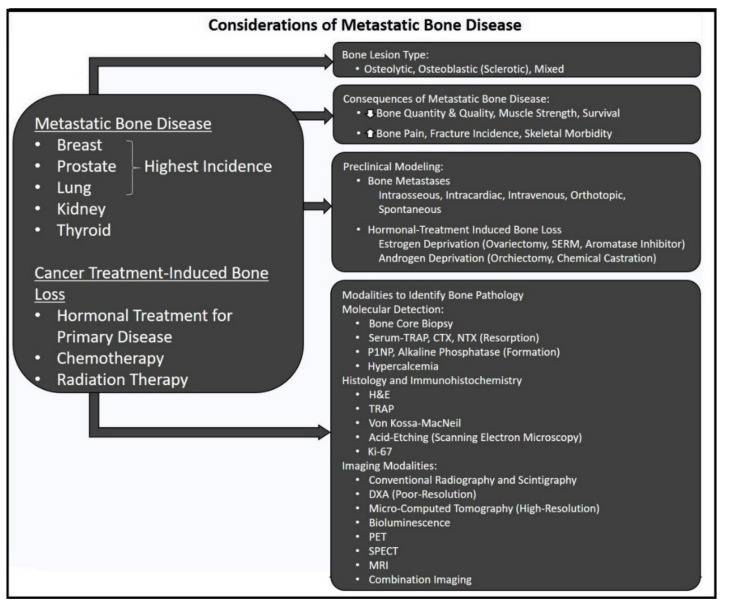 Considerations of Metastatic Bone Disease
Metastatic Bone Disease
• Breast
• Prostate
• Lung
Highest Incidence
• Kidney
• Thyroid
Cancer Treatment-Induced Bone
Loss
• Hormonal Treatment for
Primary Disease
• Chemotherapy
• Radiation Therapy
Bone Lesion Type:
• Osteolytic, Osteoblastic (Sclerotic), Mixed
Consequences of Metastatic Bone Disease:
• ⬇ Bone Quantity & Quality, Muscle Strength, Survival
• ⬆ Bone Pain, Fracture Incidence, Skeletal Morbidity
Preclinical Modeling:
• Bone Metastases
Intraosseous, Intracardiac, Intravenous, Orthotopic,
Spontaneous
• Hormonal-Treatment Induced Bone Loss
Estrogen Deprivation (Ovariectomy, SERM, Aromatase Inhibitor)
Androgen Deprivation (Orchiectomy, Chemical Castration)
Modalities to Identify Bone Pathology
Molecular Detection:
• Bone Core Biopsy
• Serum-TRAP, CTX, NTX (Resorption)
• P1NP, Alkaline Phosphatase (Formation)
• Hypercalcemia
Histology and Immunohistochemistry
• H&E
• TRAP
• Von Kossa-MacNeil
• Acid-Etching (Scanning Electron Microscopy)
• Ki-67
Imaging Modalities:
• Conventional Radiography and Scintigraphy
• DXA (Poor-Resolution)
• Micro-Computed Tomography (High-Resolution)
• Bioluminescence
• PET
• SPECT
• MRI
• Combination Imaging